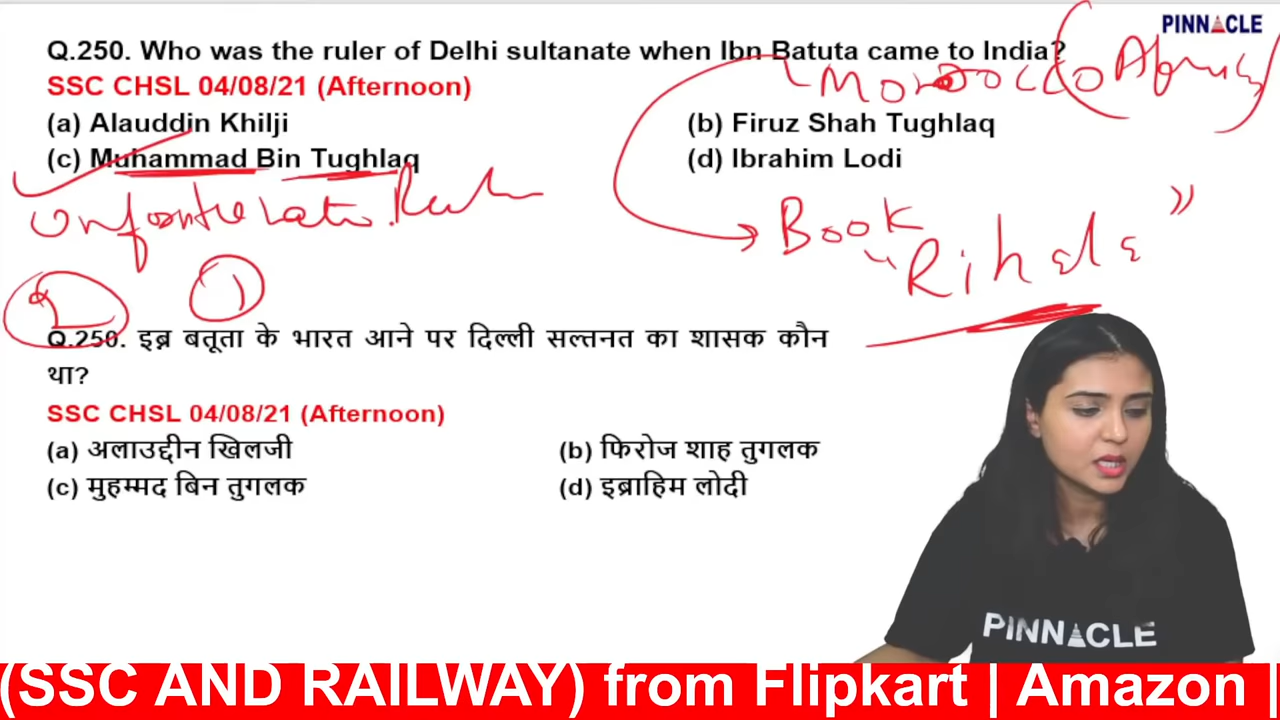 PINNACLE
Q.250. Who was the ruler of Delhi sultanate when Ibn Batuta came to India?
SSC CHSL 04/08/21 (Afternoon)
Morocco
(a) Alauddin Khilji
(b) Firuz Shah Tughlaq
(c) Muhammad Bin Tughlaq
(d) Ibrahim Lodi
Book
"Rihala"
2 1
Q.250. इब्न बतूता के भारत आने पर दिल्ली सल्तनत का शासक कौन
था?
SSC CHSL 04/08/21 (Afternoon)
(a) अलाउद्दीन खिलजी
(b) फिरोज शाह तुगलक
(c) मुहम्मद बिन तुगलक
(d) इब्राहिम लोदी
PINNACLE
(SSC AND RAILWAY) from Flipkart | Amazon |